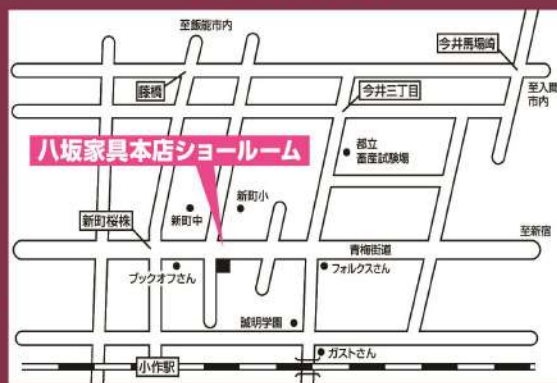 至飯能市内
今井馬場崎
藤橋
今井三丁目
至入間
市内
八坂家具本店ショールーム
都立
畜産試験場
新町小
新町中
新町桜株
至新宿
青梅街道
ブックオフさん
フォルクスさん
誠明学園
ガストさん
小作駅